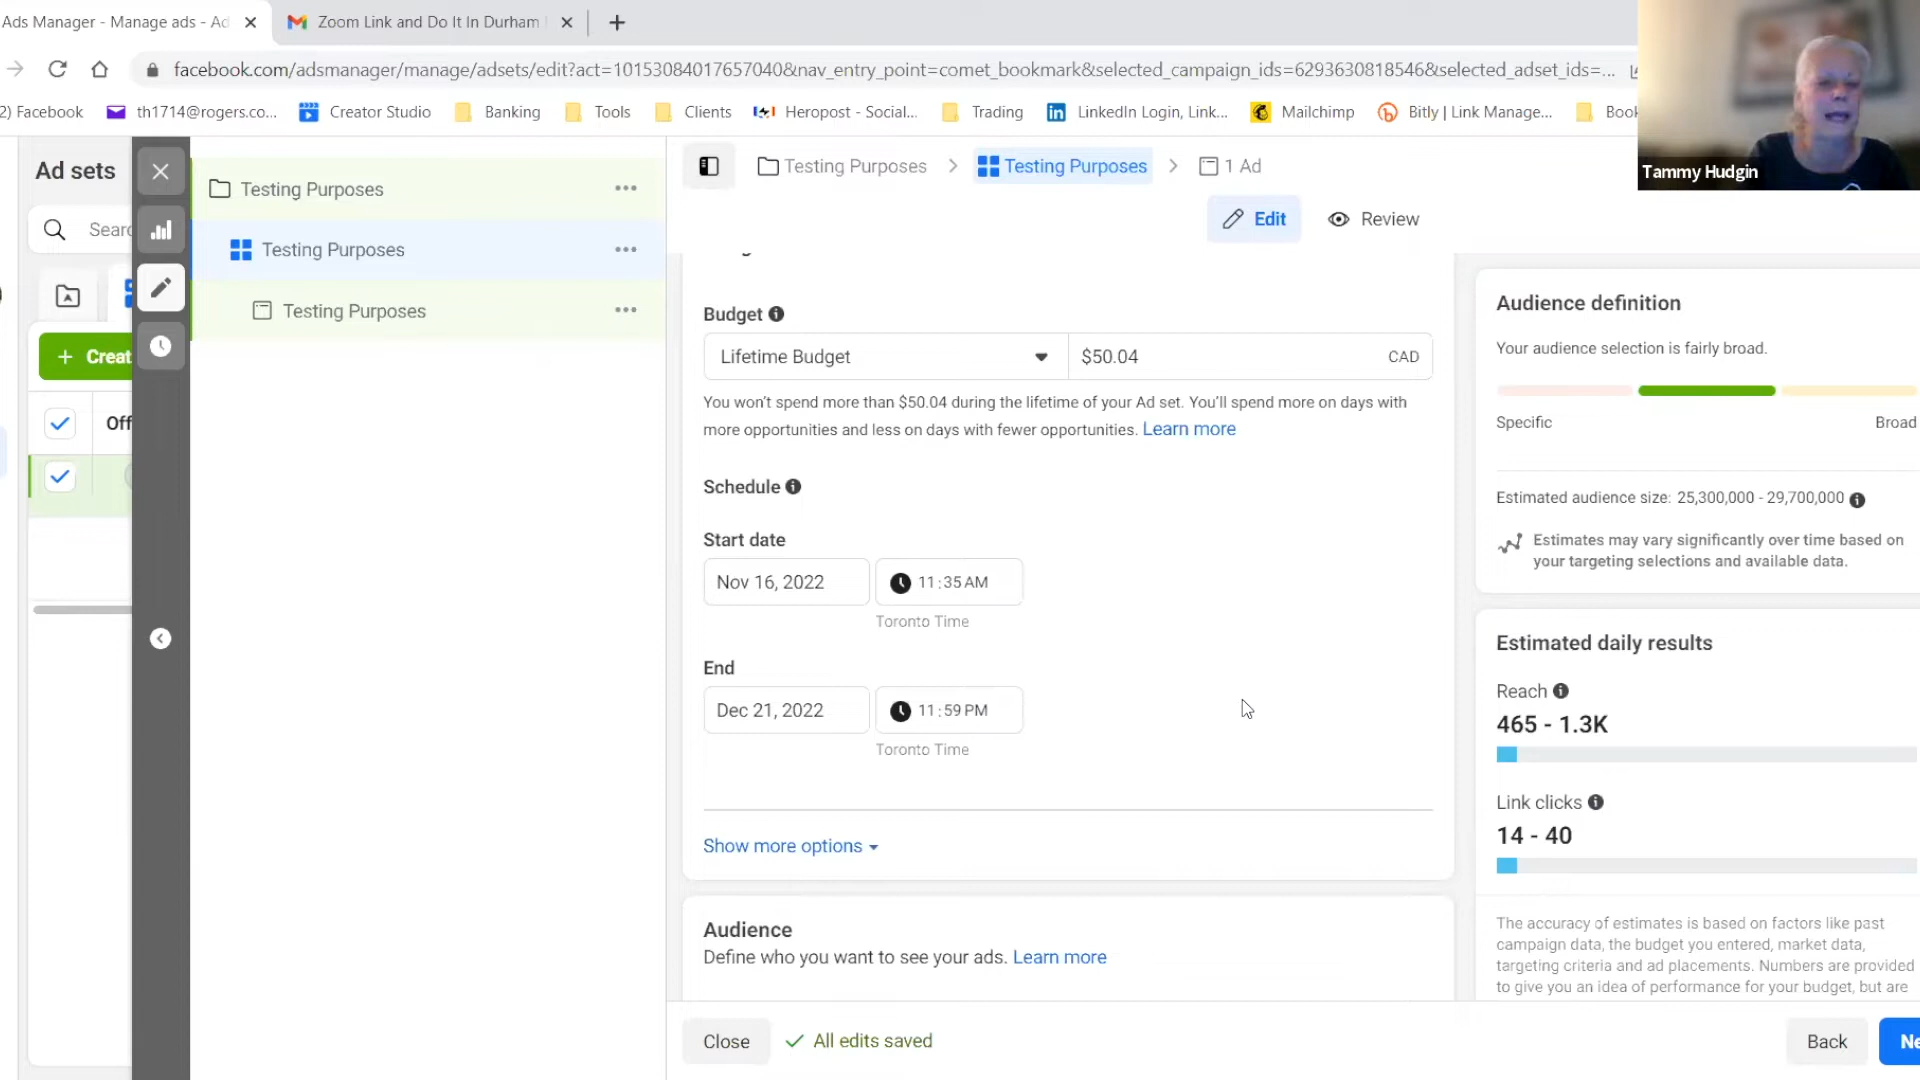 Ads Manager - Manage ads - Ad
Zoom Link and Do It In Durham
facebook.com/adsmanager/manage/adsets/edit?act=10153084017657040&nav_entry_point=comet_bookmark&selected_campaign_ids=6293630818546&selected_adset_ids=...
2) Facebook
th1714@rogers.co...
Creator Studio
Banking
Tools
Clients
Heropost - Social...
Trading
LinkedIn Login, Link...
Mailchimp
Bitly | Link Manage...
Book
Tammy Hudgin
Ad sets
Testing Purposes
Testing Purposes
Testing Purposes
Searc
+ Creat
Off
Testing Purposes > Testing Purposes > 1 Ad
Edit
Review
Budget
Lifetime Budget
$50.04
CAD
You won't spend more than $50.04 during the lifetime of your Ad set. You'll spend more on days with
more opportunities and less on days with fewer opportunities. Learn more
Schedule
Start date
Nov 16, 2022
11:35 AM
Toronto Time
End
Dec 21, 2022
11:59 PM
Toronto Time
Show more options
Audience
Define who you want to see your ads. Learn more
Close
All edits saved
Back
Ne
Audience definition
Your audience selection is fairly broad.
Specific
Broad
Estimated audience size: 25,300,000 - 29,700,000
Estimates may vary significantly over time based on
your targeting selections and available data.
Estimated daily results
Reach
465 - 1.3K
Link clicks
14 - 40
The accuracy of estimates is based on factors like past
campaign data, the budget you entered, market data,
targeting criteria and ad placements. Numbers are provided
to give you an idea of performance for your budget, but are